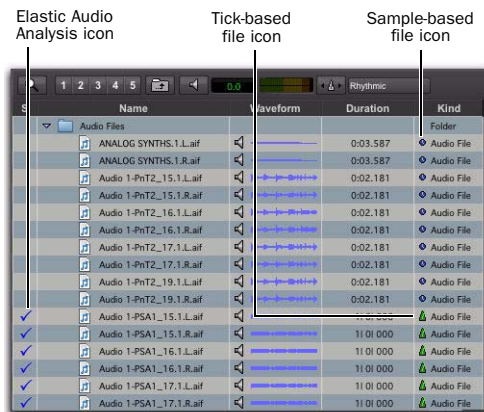 Elastic Audio
Analysis icon
Tick-based
file icon
Sample-based
file icon
1 2 3 4 5 0.0 Rhythmic
S Name Waveform Duration Kind
Audio Files Folder
ANALOG SYNTHS.1.L.aif 0:03.587 Audio File
ANALOG SYNTHS.1.R.aif 0:03.587 Audio File
Audio 1-PnT2_15.1.L.aif 0:02.181 Audio File
Audio 1-PnT2_15.1.R.aif 0:02.181 Audio File
Audio 1-PnT2_16.1.L.aif 0:02.181 Audio File
Audio 1-PnT2_16.1.R.aif 0:02.181 Audio File
Audio 1-PnT2_17.1.L.aif 0:02.181 Audio File
Audio 1-PnT2_17.1.R.aif 0:02.181 Audio File
Audio 1-PnT2_19.1.L.aif 0:02.181 Audio File
Audio 1-PnT2_19.1.R.aif 0:02.181 Audio File
Audio 1-PSA1_15.1.L.aif 1| 0| 000 Audio File
Audio 1-PSA1_15.1.R.aif 1| 0| 000 Audio File
Audio 1-PSA1_16.1.L.aif 1| 0| 000 Audio File
Audio 1-PSA1_16.1.R.aif 1| 0| 000 Audio File
Audio 1-PSA1_17.1.L.aif 1| 0| 000 Audio File
Audio 1-PSA1_17.1.R.aif 1| 0| 000 Audio File